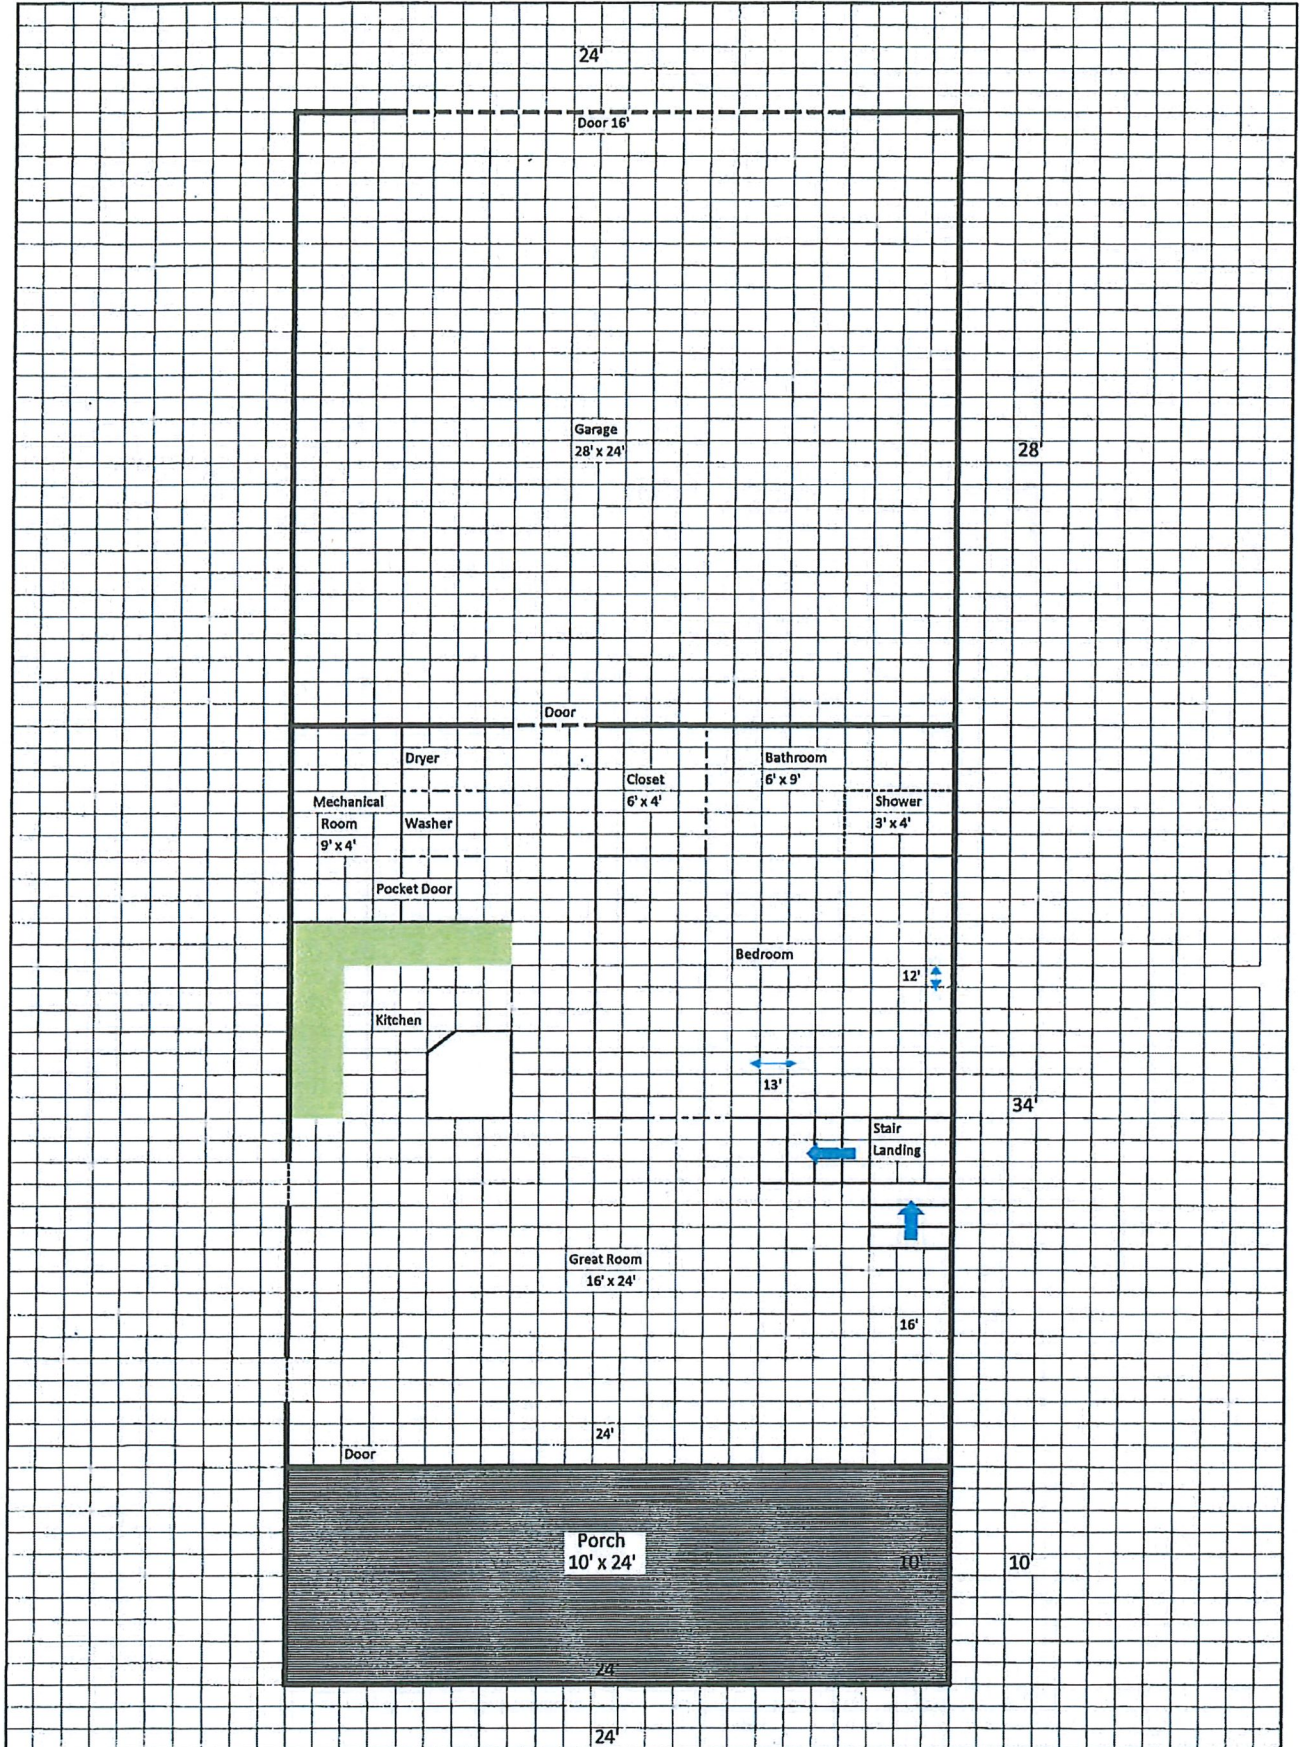 24'
Door 16'
Garage
28' x 24'
28'
Door
Dryer
Bathroom
6' x 9'
Closet
6' x 4'
Mechanical
Room
9' x 4'
Washer
Shower
3' x 4'
Pocket Door
Bedroom
12'
Kitchen
13'
34'
Stair
Landing
Great Room
16' x 24'
16'
24'
Door
Porch
10' x 24'
10'
10'
24'
24'